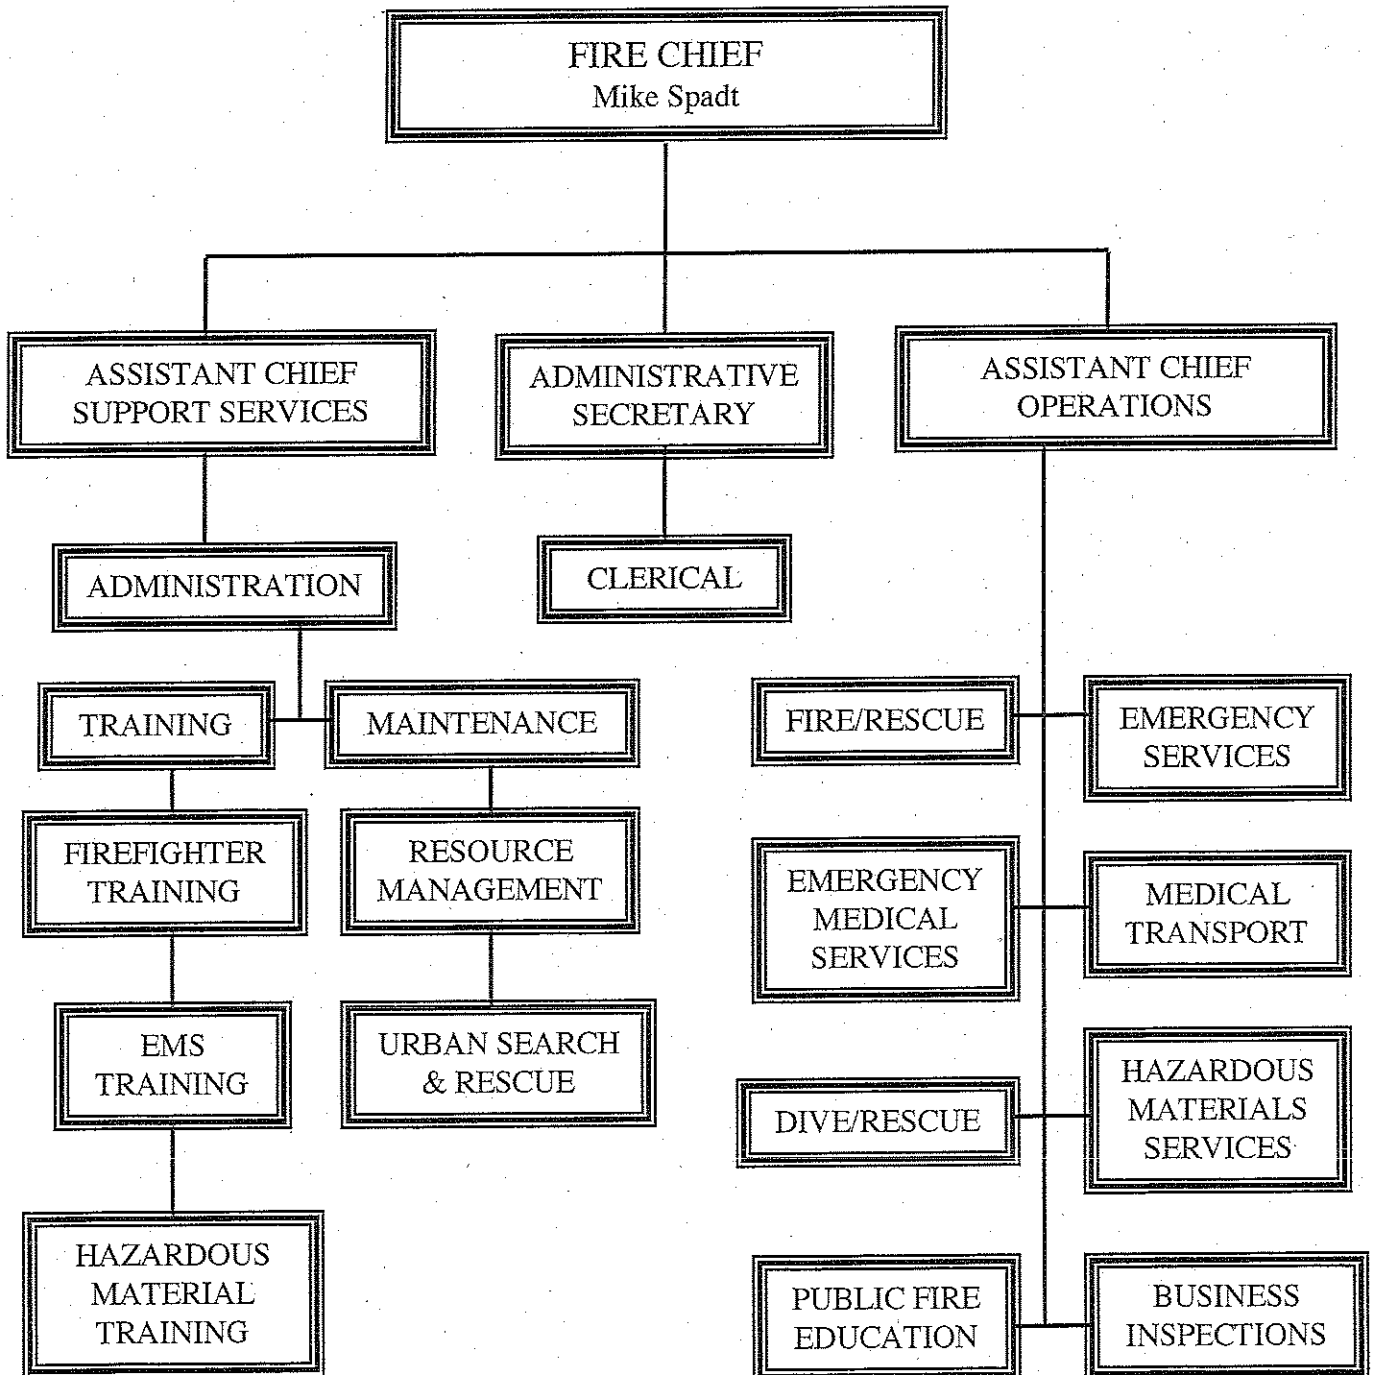 FIRE CHIEF
Mike Spadt
ASSISTANT CHIEF
SUPPORT SERVICES
ADMINISTRATIVE
SECRETARY
ASSISTANT CHIEF
OPERATIONS
ADMINISTRATION
CLERICAL
TRAINING
MAINTENANCE
FIREFIGHTER
TRAINING
RESOURCE
MANAGEMENT
EMS
TRAINING
URBAN SEARCH
& RESCUE
HAZARDOUS
MATERIAL
TRAINING
FIRE/RESCUE
EMERGENCY
SERVICES
EMERGENCY
MEDICAL
SERVICES
MEDICAL
TRANSPORT
DIVE/RESCUE
HAZARDOUS
MATERIALS
SERVICES
PUBLIC FIRE
EDUCATION
BUSINESS
INSPECTIONS